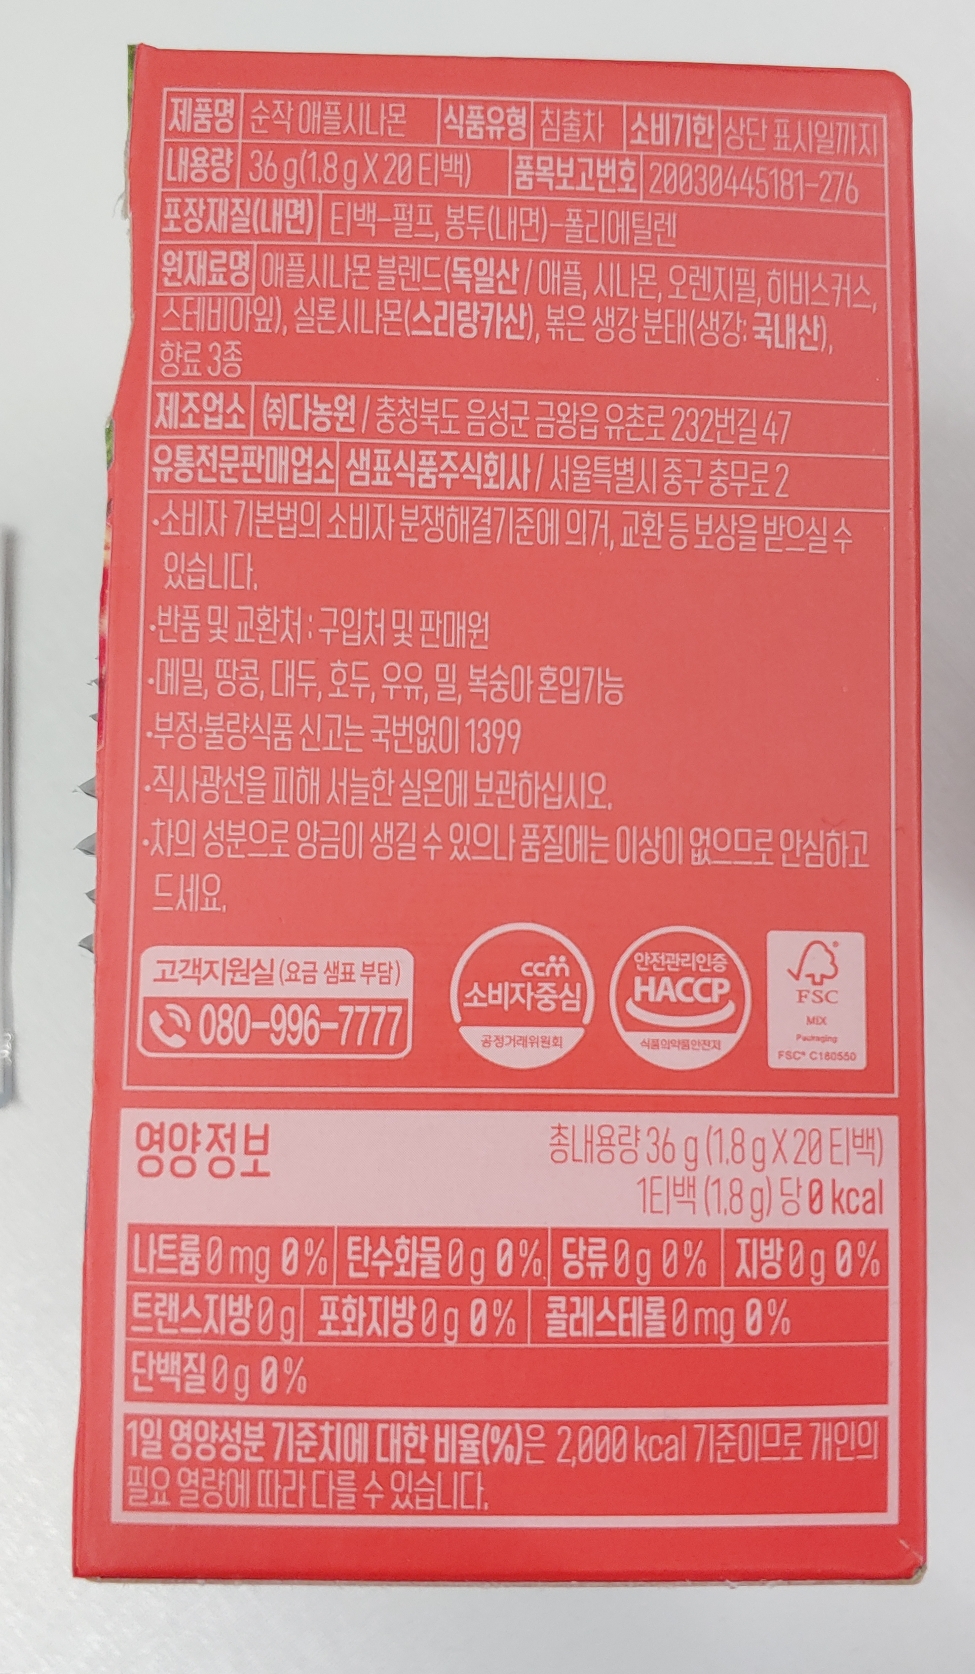 제품명 순작 애플시나몬 식품유형 침출차 소비기한 상단 표시일까지
내용량 36 g(1.8 g X 20 티백) 품목보고번호 20030445181-276
포장재질(내면) 티백-펄프, 봉투(내면)-폴리에틸렌
원재료명 애플시나몬 블렌드(독일산 / 애플, 시나몬, 오렌지필, 히비스커스,
스테비아잎), 실론시나몬(스리랑카산), 볶은 생강 분태(생강: 국내산),
향료 3종
제조업소 ㈜다농원 / 충청북도 음성군 금왕읍 유촌로 232번길 47
유통전문판매업소 샘표식품주식회사 / 서울특별시 중구 충무로 2
·소비자 기본법의 소비자 분쟁해결기준에 의거, 교환 등 보상을 받으실 수
있습니다.
·반품 및 교환처 : 구입처 및 판매원
·메밀, 땅콩, 대두, 호두, 우유, 밀, 복숭아 혼입가능
·부정·불량식품 신고는 국번없이 1399
·직사광선을 피해 서늘한 실온에 보관하십시오.
·차의 성분으로 앙금이 생길 수 있으나 품질에는 이상이 없으므로 안심하고
드세요.
고객지원실 (요금 샘표 부담)
080-996-7777
ccm
소비자중심
공정거래위원회
안전관리인증
HACCP
식품의약품안전처
FSC
MIX
Packaging
FSC® C180550
영양정보
총내용량 36 g (1.8 g X 20 티백)
1티백 (1.8 g) 당 0 kcal
나트륨 0 mg 0% 탄수화물 0 g 0% 당류 0 g 0% 지방 0 g 0%
트랜스지방 0 g 포화지방 0 g 0% 콜레스테롤 0 mg 0%
단백질 0 g 0%
1일 영양성분 기준치에 대한 비율(%)은 2,000 kcal 기준이므로 개인의
필요 열량에 따라 다를 수 있습니다.